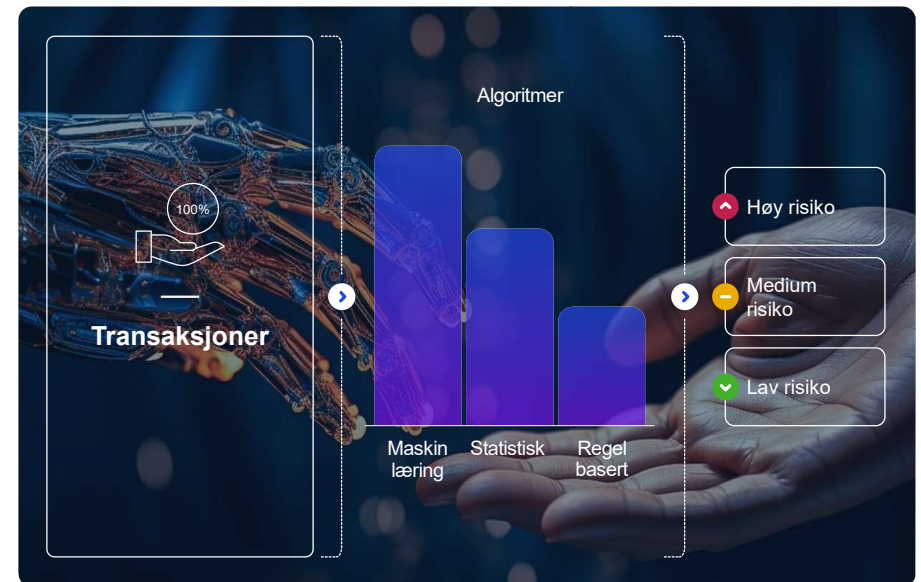 100%
Transaksjoner
Algoritmer
Maskin
læring
Statistisk
Regel
basert
Høy risiko
Medium
risiko
Lav risiko